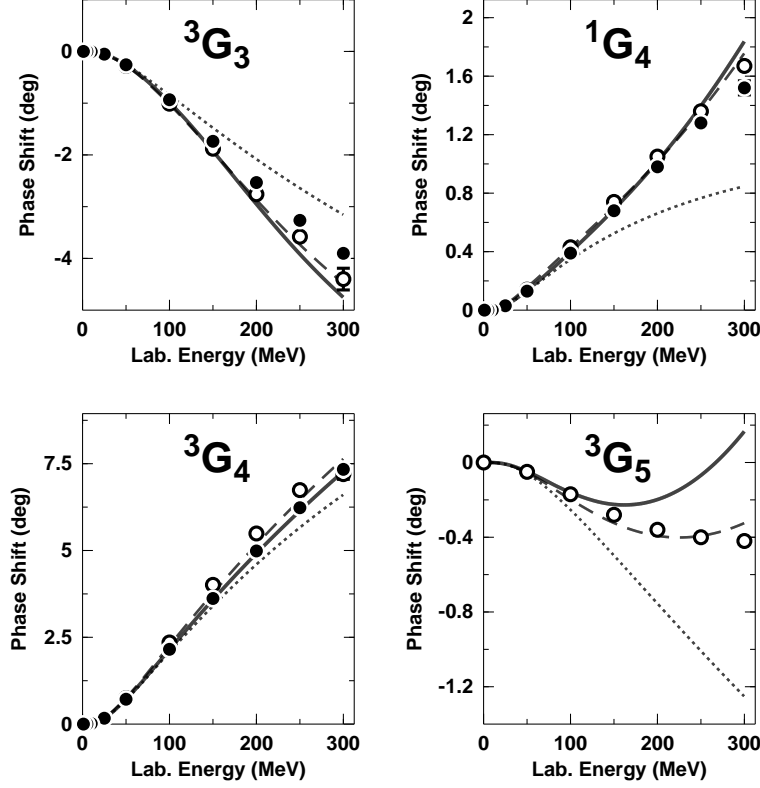 ³G₃
0
-2
-4
Phase Shift (deg)
0 100 200 300
Lab. Energy (MeV)
¹G₄
2
1.6
1.2
0.8
0.4
0
Phase Shift (deg)
0 100 200 300
Lab. Energy (MeV)
³G₄
7.5
5
2.5
0
Phase Shift (deg)
0 100 200 300
Lab. Energy (MeV)
³G₅
0
-0.4
-0.8
-1.2
Phase Shift (deg)
0 100 200 300
Lab. Energy (MeV)